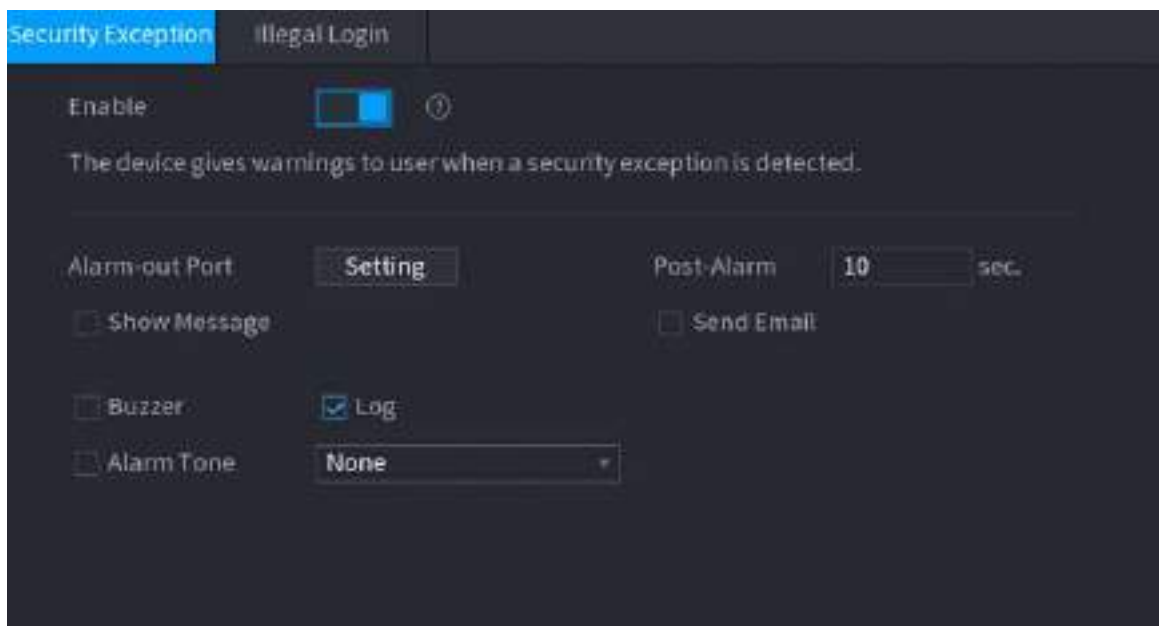 Security Exception Illegal Login
Enable
The device gives warnings to user when a security exception is detected.
Alarm-out Port Setting Post-Alarm 10 sec.
Show Message Send Email
Buzzer Log
Alarm Tone None